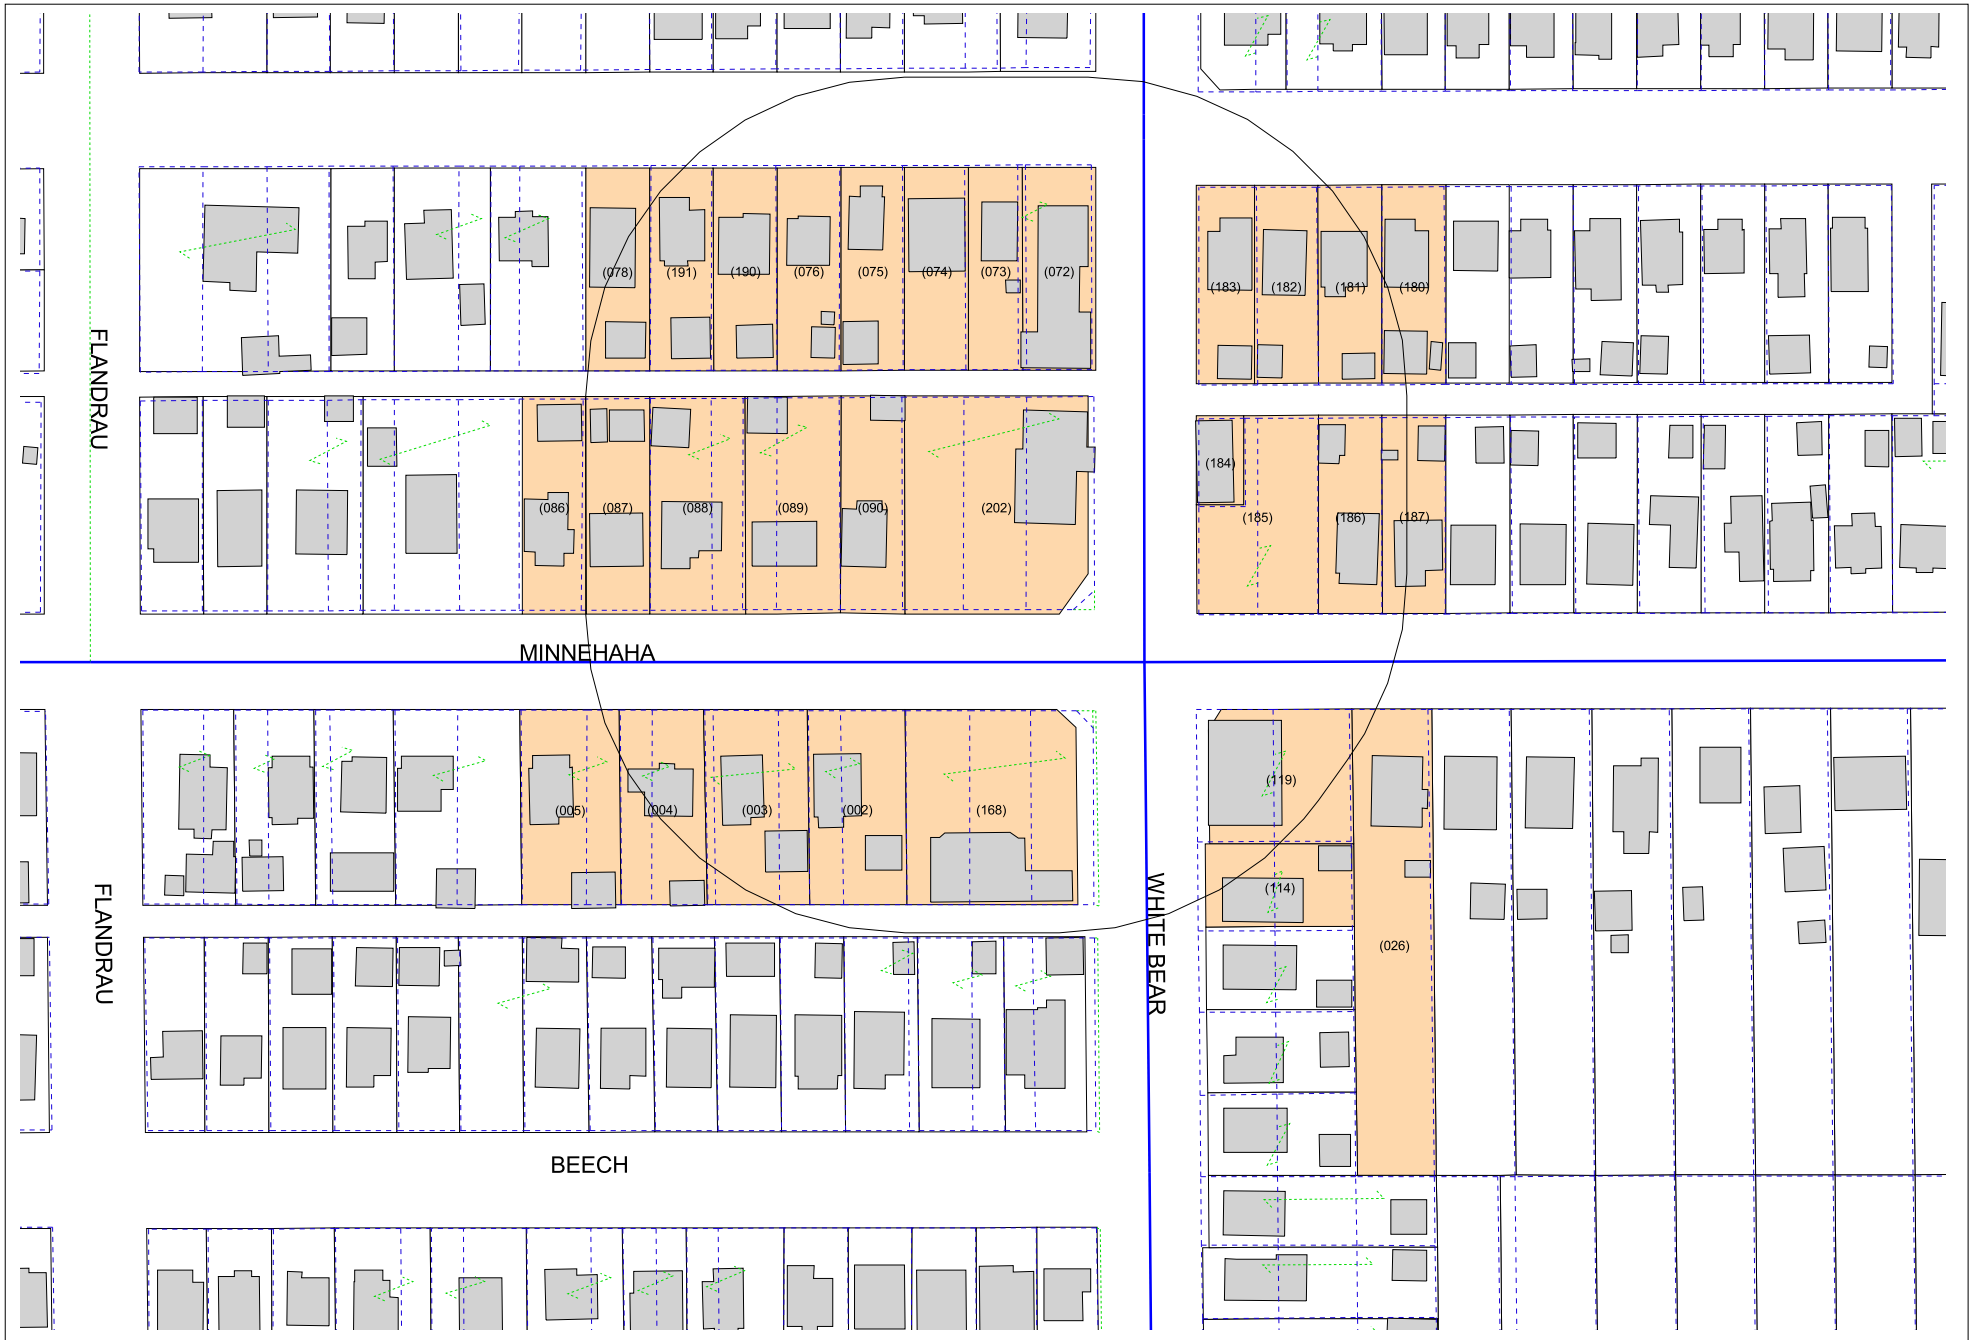 (078) (191) (190) (076) (075) (074) (073) (072)
(183) (182) (181) (180)
FLANDRAU
(184)
(086) (087) (088) (089) (090) (202)
(185) (186) (187)
MINNEHAHA
(005) (004) (003) (002) (168)
(119)
(114)
FLANDRAU
WHITE BEAR
(026)
BEECH